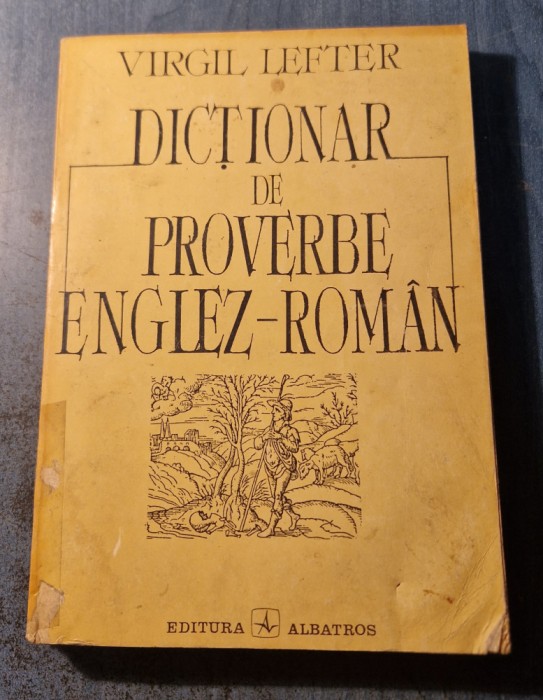 VIRGIL LEFTER
DICȚIONAR
DE
PROVERBE
ENGLEZ-ROMÂN
EDITURA ALBATROS